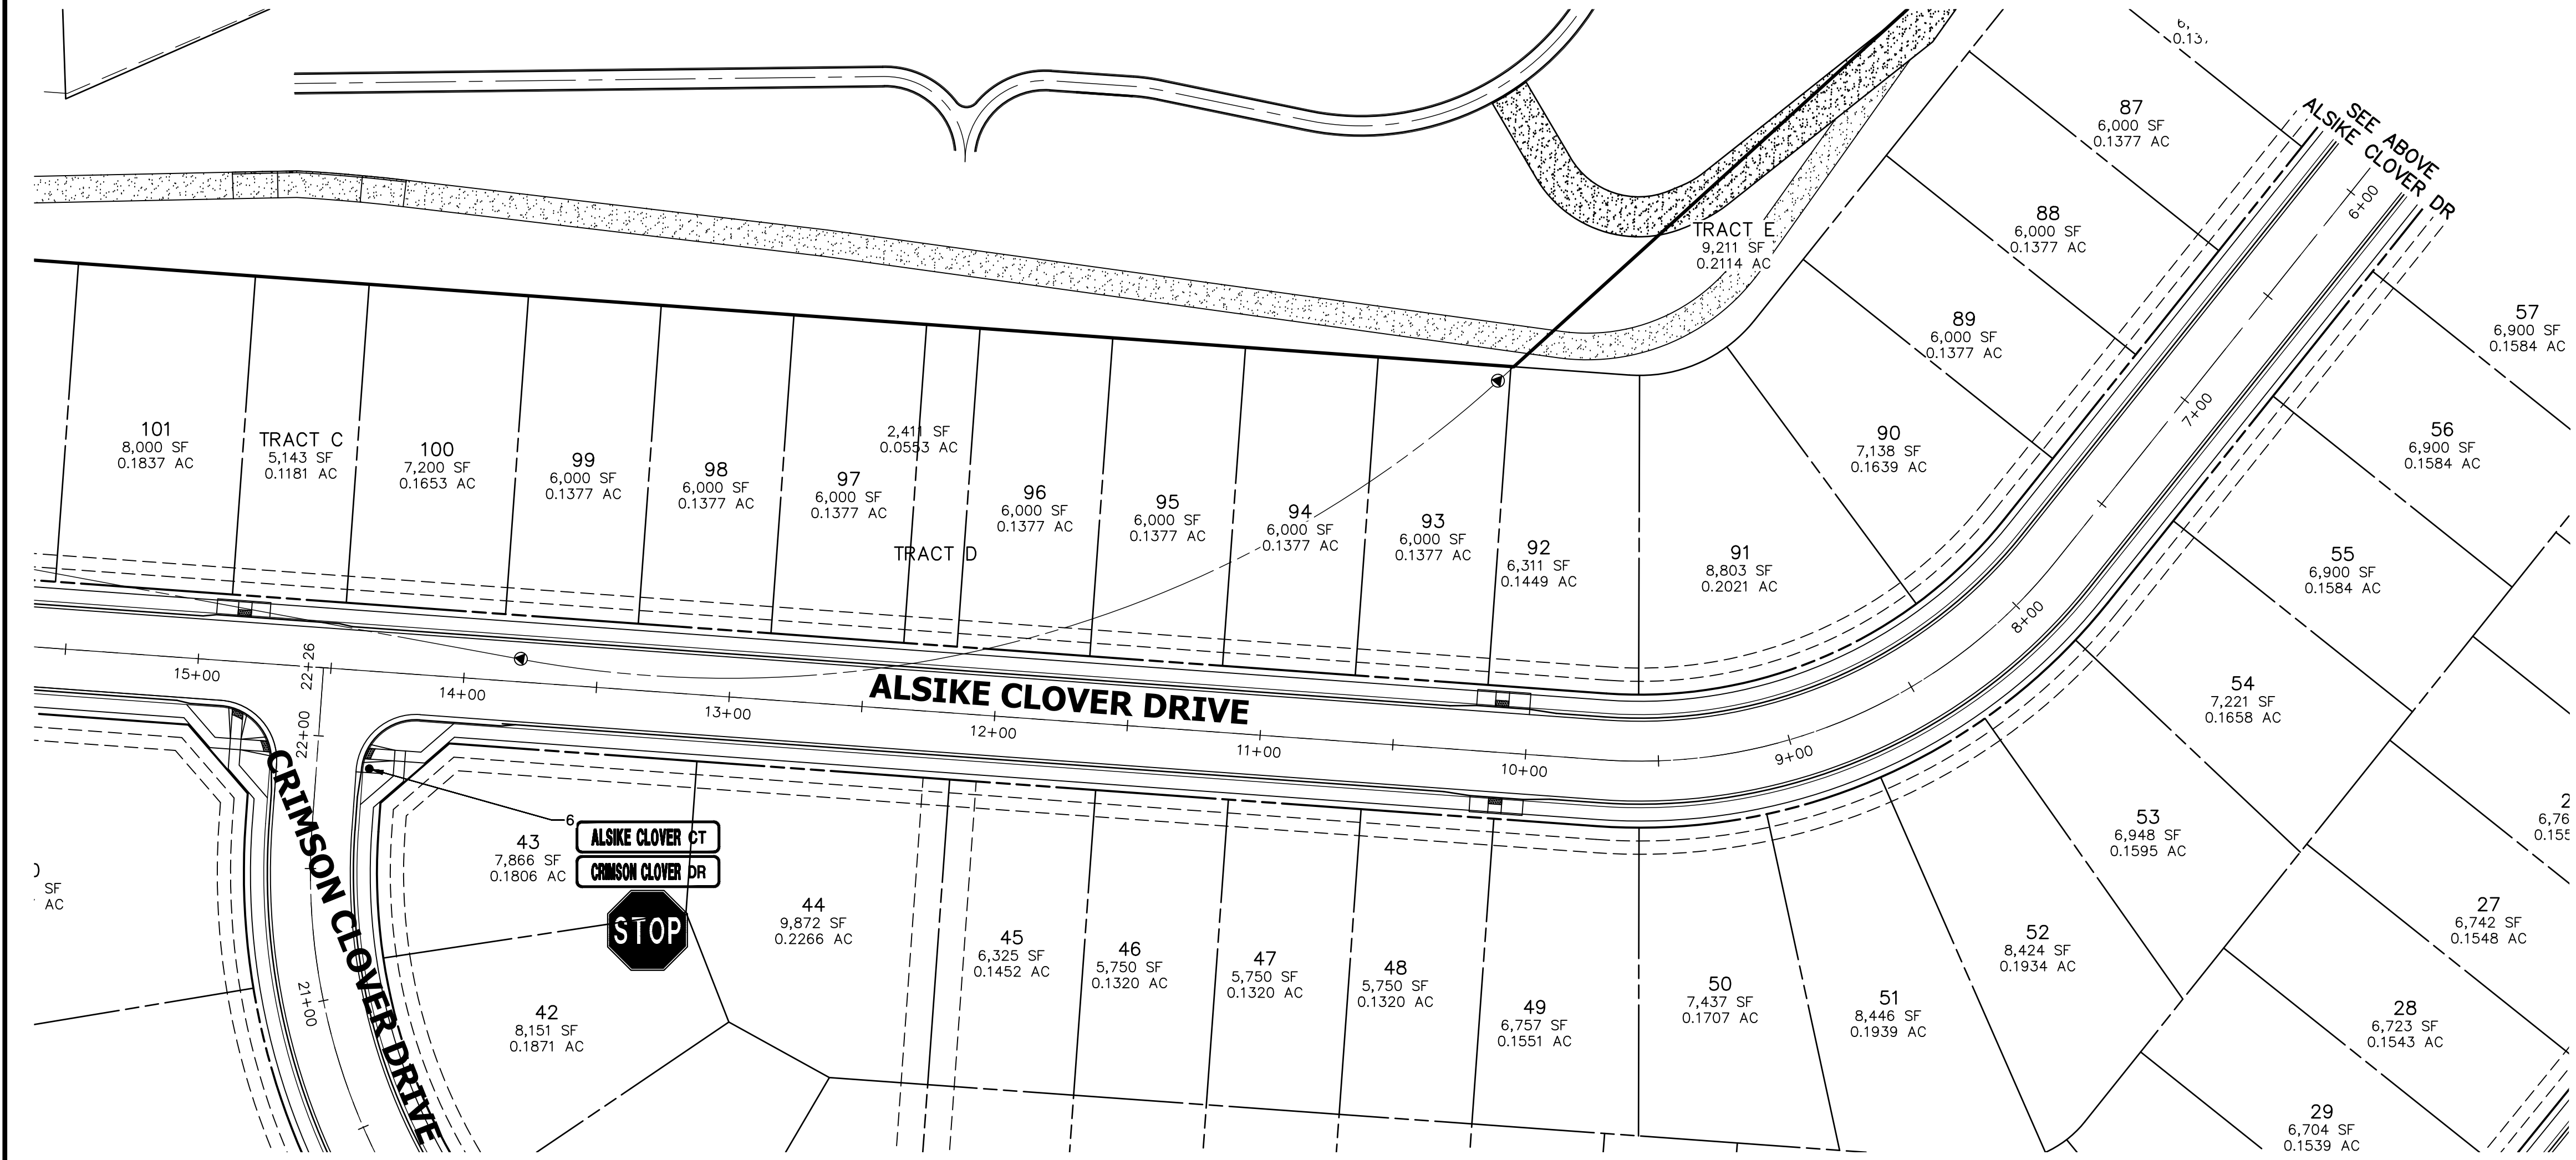 0.13
87
6,000 SF
0.1377 AC
SEE ABOVE
ALSIKE CLOVER DR
6+00
88
6,000 SF
0.1377 AC
TRACT E
9,211 SF
0.2114 AC
89
6,000 SF
0.1377 AC
57
6,900 SF
0.1584 AC
7+00
101
8,000 SF
0.1837 AC
TRACT C
5,143 SF
0.1181 AC
100
7,200 SF
0.1653 AC
99
6,000 SF
0.1377 AC
98
6,000 SF
0.1377 AC
97
6,000 SF
0.1377 AC
2,411 SF
0.0553 AC
TRACT D
96
6,000 SF
0.1377 AC
95
6,000 SF
0.1377 AC
94
6,000 SF
0.1377 AC
93
6,000 SF
0.1377 AC
92
6,311 SF
0.1449 AC
91
8,803 SF
0.2021 AC
90
7,138 SF
0.1639 AC
56
6,900 SF
0.1584 AC
55
6,900 SF
0.1584 AC
8+00
15+00
22+26
14+00
13+00
ALSIKE CLOVER DRIVE
12+00
11+00
10+00
9+00
54
7,221 SF
0.1658 AC
22+00
CRIMSON CLOVER DRIVE
21+00
6
ALSIKE CLOVER CT
CRIMSON CLOVER DR
STOP
43
7,866 SF
0.1806 AC
SF
AC
42
8,151 SF
0.1871 AC
44
9,872 SF
0.2266 AC
45
6,325 SF
0.1452 AC
46
5,750 SF
0.1320 AC
47
5,750 SF
0.1320 AC
48
5,750 SF
0.1320 AC
49
6,757 SF
0.1551 AC
50
7,437 SF
0.1707 AC
51
8,446 SF
0.1939 AC
52
8,424 SF
0.1934 AC
53
6,948 SF
0.1595 AC
2
6,76
0.155
27
6,742 SF
0.1548 AC
28
6,723 SF
0.1543 AC
29
6,704 SF
0.1539 AC